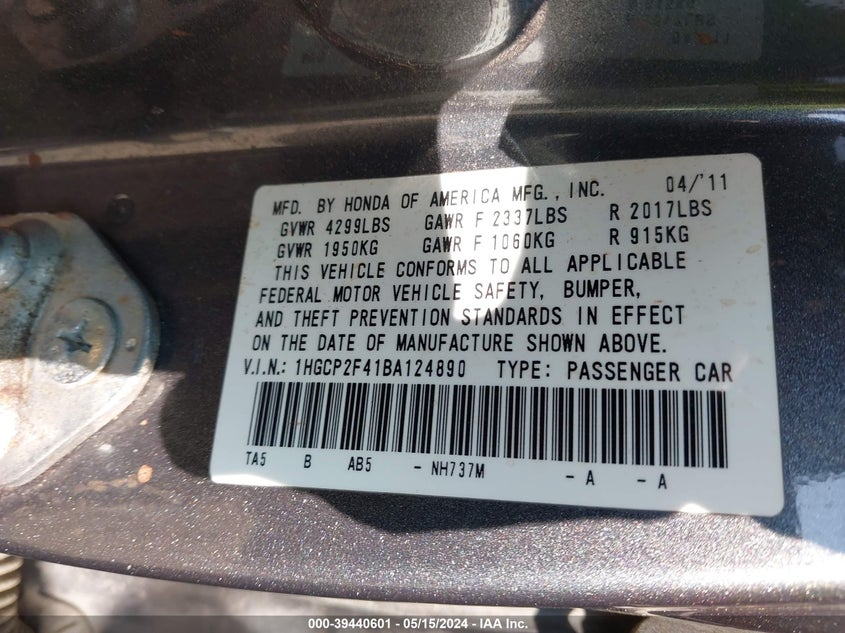 MFD. BY HONDA OF AMERICA MFG., INC. 04/'11
GVWR 4299LBS GAWR F 2337LBS R 2017LBS
GVWR 1950KG GAWR F 1060KG R 915KG
THIS VEHICLE CONFORMS TO ALL APPLICABLE
FEDERAL MOTOR VEHICLE SAFETY, BUMPER,
AND THEFT PREVENTION STANDARDS IN EFFECT
ON THE DATE OF MANUFACTURE SHOWN ABOVE.
V.I.N.: 1HGCP2F41BA124890 TYPE: PASSENGER CAR
TA5 B AB5 - NH737M - A - A
000-39440601 - 05/15/2024 - IAA Inc.